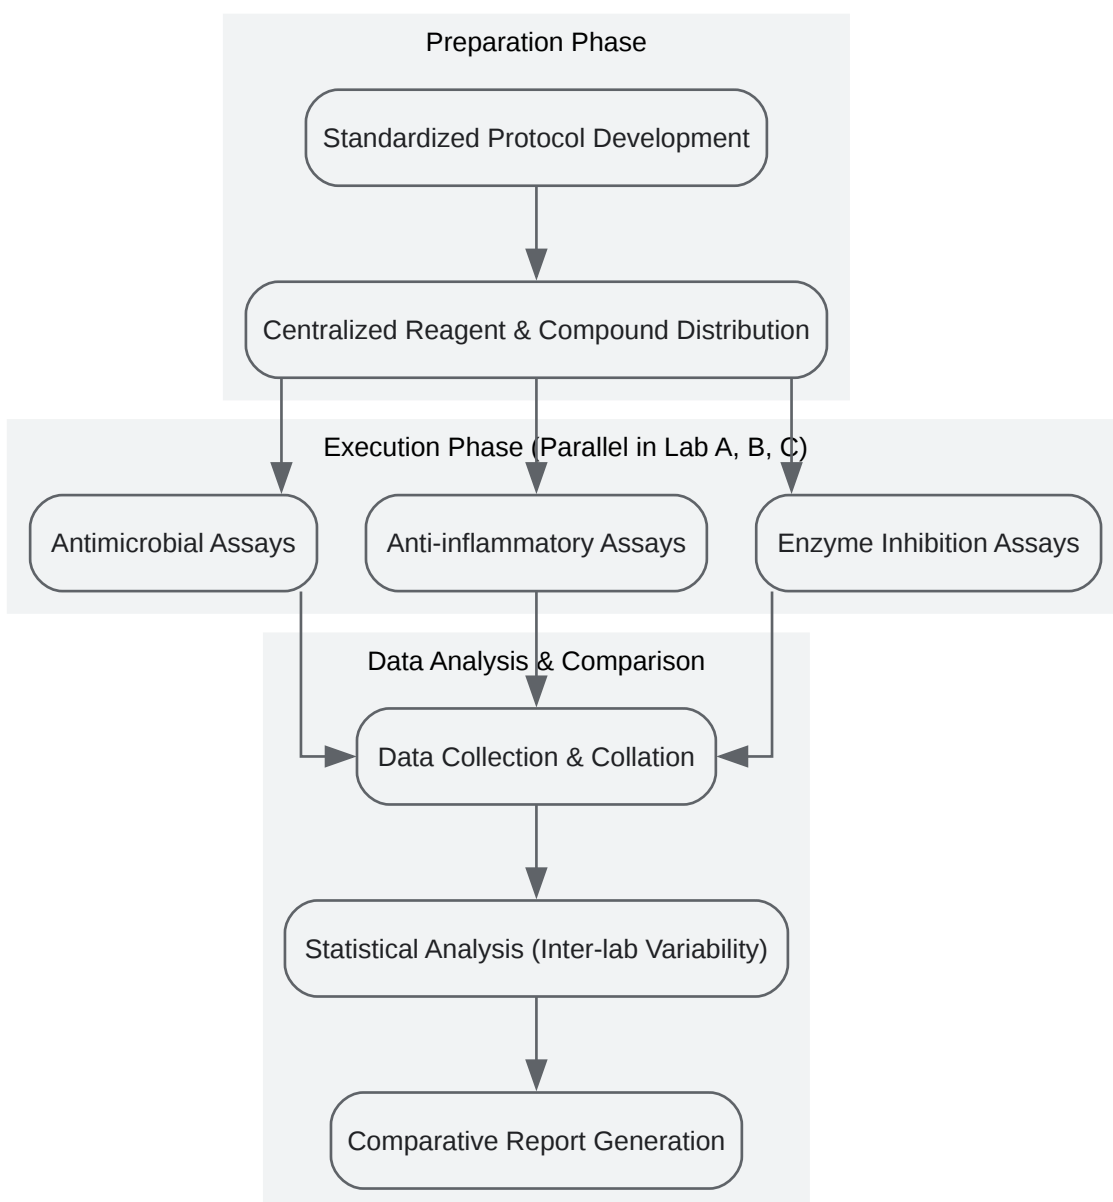 Preparation Phase
Standardized Protocol Development
Centralized Reagent & Compound Distribution
Execution Phase (Parallel in Lab A, B, C)
Antimicrobial Assays
Anti-inflammatory Assays
Enzyme Inhibition Assays
Data Analysis & Comparison
Data Collection & Collation
Statistical Analysis (Inter-lab Variability)
Comparative Report Generation